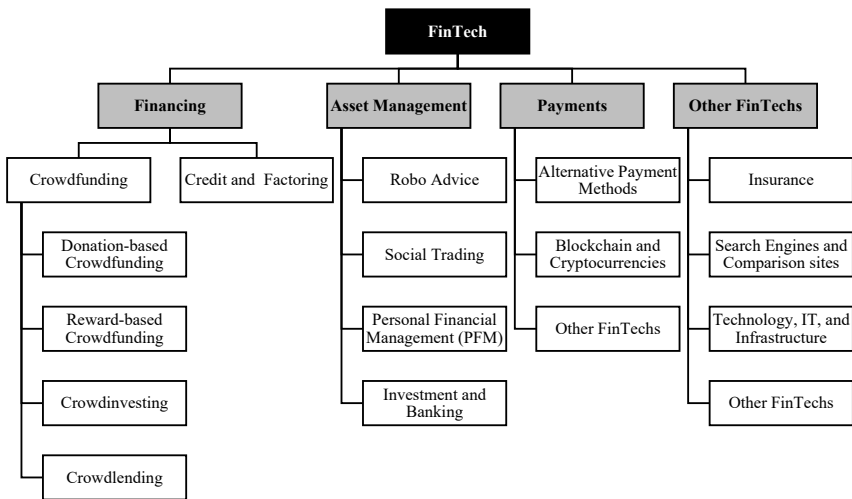 FinTech
Financing
Asset Management
Payments
Other FinTechs
Crowdfunding
Credit and Factoring
Robo Advice
Alternative Payment
Methods
Insurance
Donation-based
Crowdfunding
Social Trading
Blockchain and
Cryptocurrencies
Search Engines and
Comparison sites
Reward-based
Crowdfunding
Personal Financial
Management (PFM)
Other FinTechs
Technology, IT, and
Infrastructure
Crowdinvesting
Investment and
Banking
Other FinTechs
Crowdlending